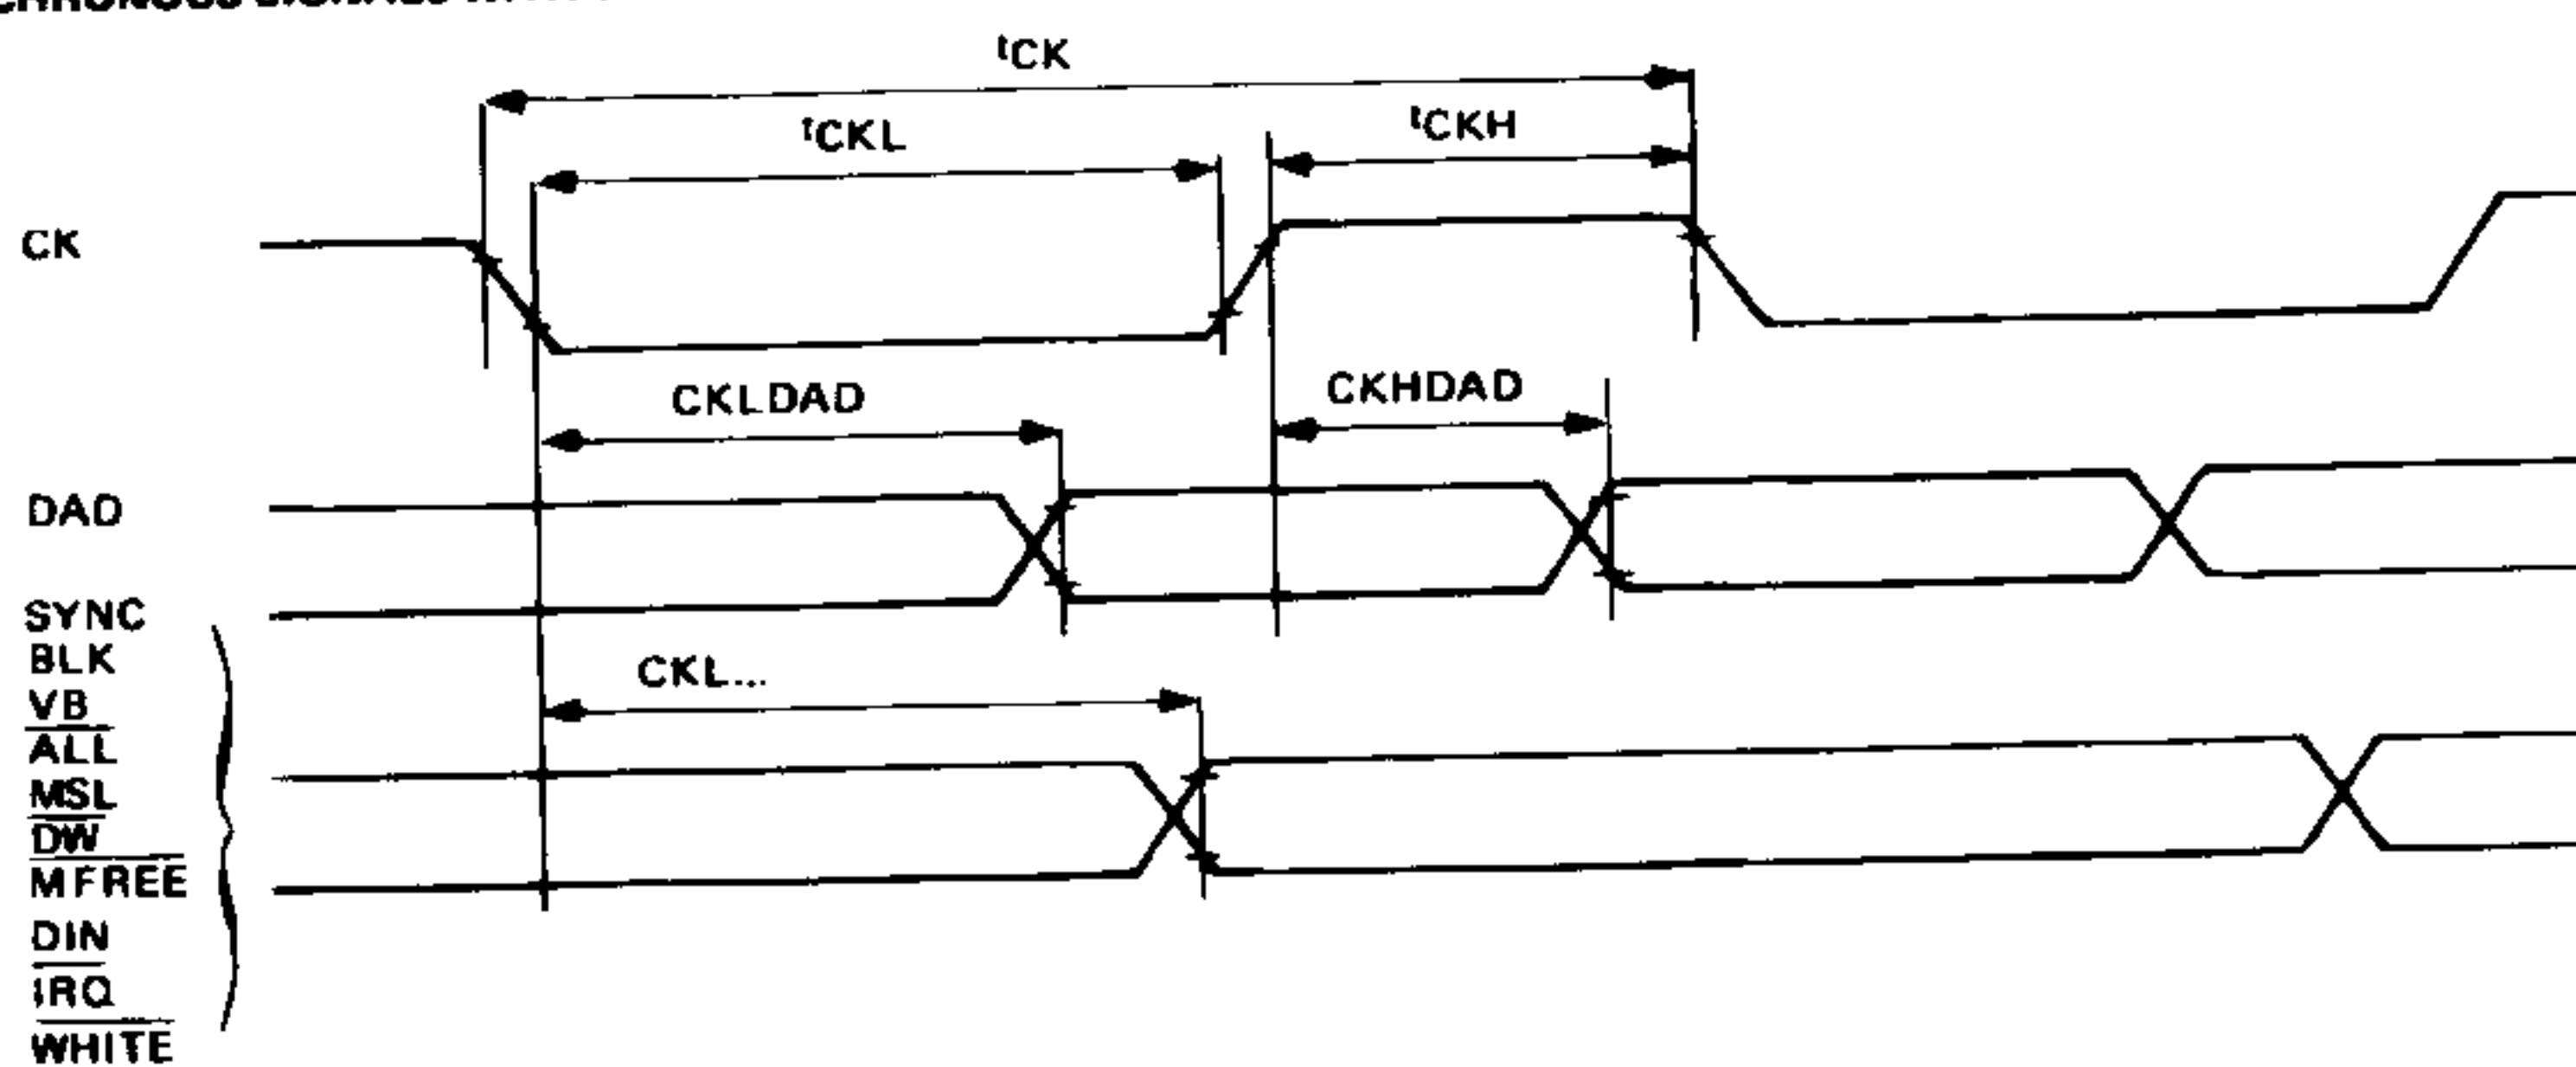 tCK
tCKL
tCKH
CK
CKLDAD
CKHDAD
DAD
SYNC
BLK
CKL...
VB
ALL
MSL
DW
MFREE
DIN
IRQ
WHITE